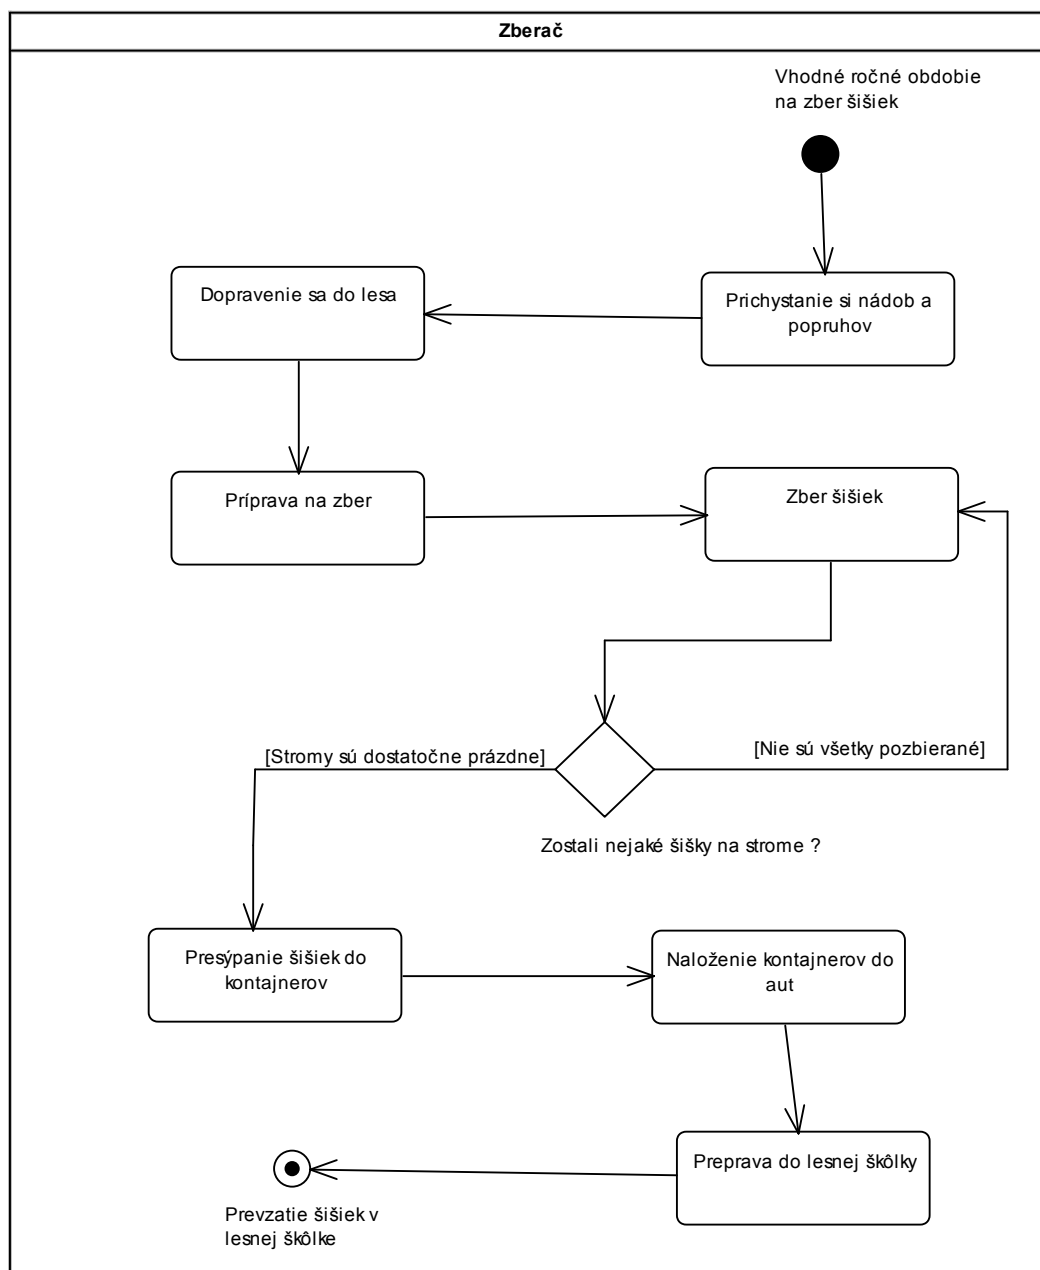 Zberač
Vhodné ročné obdobie
na zber šišiek
Dopravenie sa do lesa
Prichystanie si nádob a
popruhov
Príprava na zber
Zber šišiek
[Stromy sú dostatočne prázdne]
[Nie sú všetky pozbierané]
Zostali nejaké šišky na strome ?
Presýpanie šišiek do
kontajnerov
Naloženie kontajnerov do
aut
Preprava do lesnej škôlky
Prevzatie šišiek v
lesnej škôlke